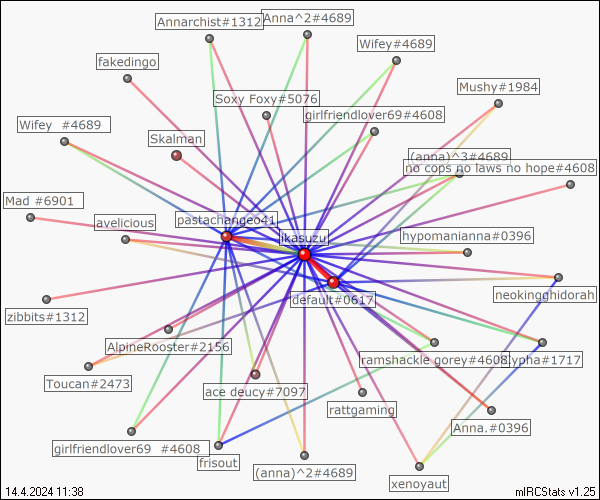 Annarchist#1312
Anna^2#4689
Wifey#4689
fakedingo
Mushy#1984
Soxy Foxy#5076
girlfriendlover69#4608
Wifey #4689
Skalman
(anna)^3#4689
no cops no laws no hope#4608
Mad #6901
pastachangeo41
avelicious
ikasuzu
hypomanianna#0396
neokingghidorah
default#0617
zibbits#1312
AlpineRooster#2156
ramshackle gorey#4608
lypha#1717
Toucan#2473
ace deucy#7097
rattgaming
Anna.#0396
girlfriendlover69 #4608
frisout
(anna)^2#4689
xenoyaut
14.4.2024 11:38
mIRCStats v1.25